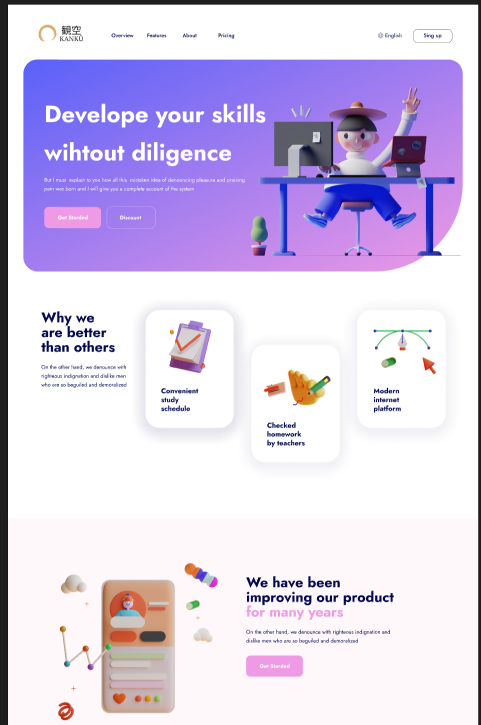 観空
KANKŪ
Overview
Features
About
Pricing
English
Sing up
Develope your skills
wihtout diligence
But I must explain to you how all this mistaken idea of denouncing pleasure and praising
pain was born and I will give you a complete account of the system
Get Started
Discount
Why we
are better
than others
On the other hand, we denounce with
righteous indignation and dislike men
who are so beguiled and demoralized
Convenient
study
schedule
Checked
homework
by teachers
Modern
internet
platform
We have been
improving our product
for many years
On the other hand, we denounce with righteous indignation and
dislike men who are so beguiled and demoralized
Get Started